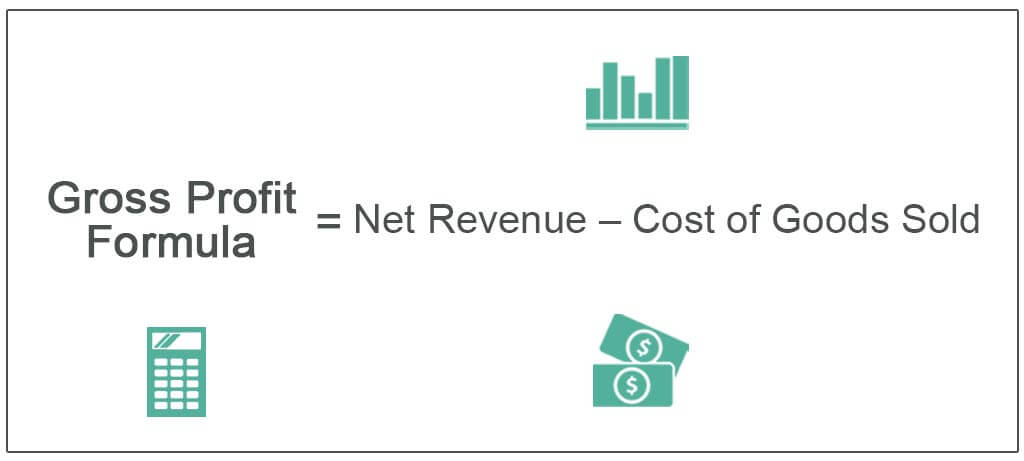 Gross Profit
Formula
= Net Revenue – Cost of Goods Sold
$
$